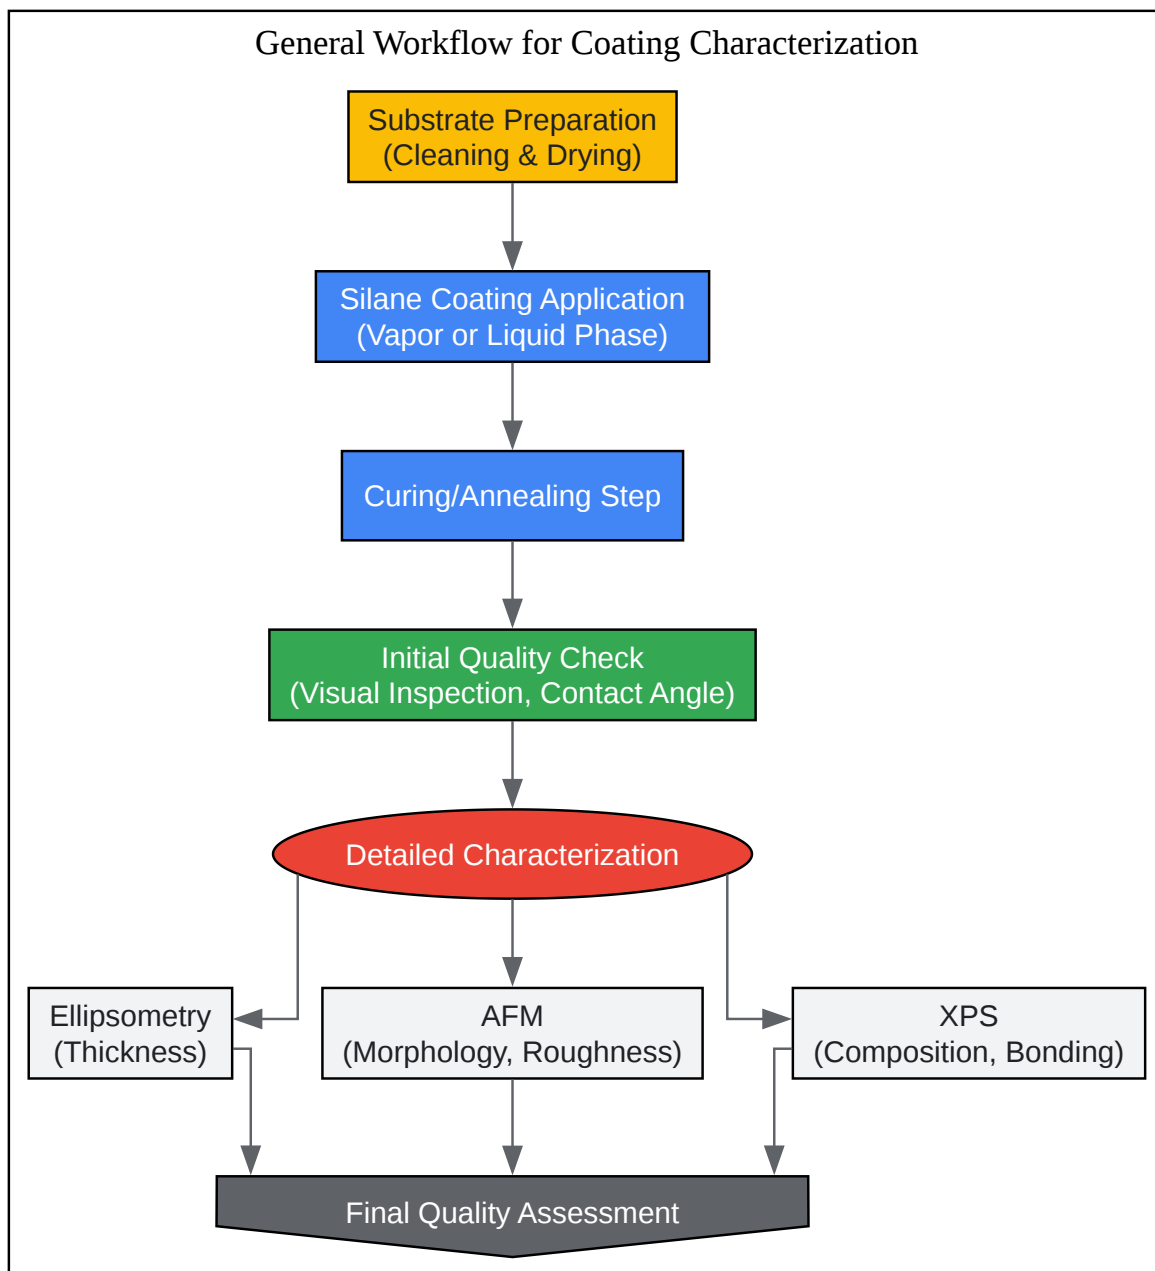 General Workflow for Coating Characterization
Substrate Preparation
(Cleaning & Drying)
Silane Coating Application
(Vapor or Liquid Phase)
Curing/Annealing Step
Initial Quality Check
(Visual Inspection, Contact Angle)
Detailed Characterization
Ellipsometry
(Thickness)
AFM
(Morphology, Roughness)
XPS
(Composition, Bonding)
Final Quality Assessment